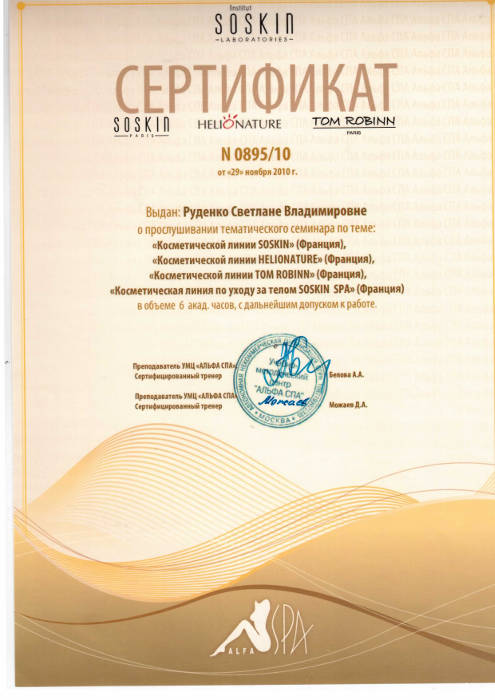 Institut
SOSKIN
LABORATORIES
СЕРТИФИКАТ
SOSKIN
PARIS
HELIONATURE
TOM ROBINN
PARIS
N 0895/10
от «29» ноября 2010 г.
Выдан: Руденко Светлане Владимировне
о прослушивании тематического семинара по теме:
«Косметической линии SOSKIN» (Франция),
«Косметической линии HELIONATURE» (Франция),
«Косметической линии TOM ROBINN» (Франция),
«Косметическая линия по уходу за телом SOSKIN SPA» (Франция)
в объеме 6 акад. часов, с дальнейшим допуском к работе.
Преподаватель УМЦ «АЛЬФА СПА»
Сертифицированный тренер
Белова А.А.
Преподаватель УМЦ «АЛЬФА СПА»
Сертифицированный тренер
Можаев Д.А.
Учебно
методический
центр
"АЛЬФА СПА"
МОСКВА
Можаев
ALFA
SPA